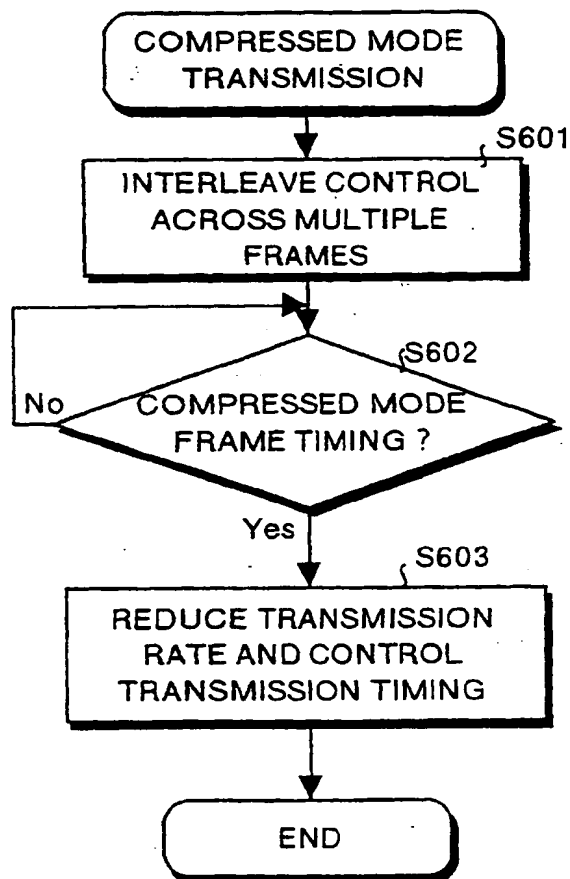 COMPRESSED MODE
TRANSMISSION
S601
INTERLEAVE CONTROL
ACROSS MULTIPLE
FRAMES
S602
No
COMPRESSED MODE
FRAME TIMING ?
Yes
S603
REDUCE TRANSMISSION
RATE AND CONTROL
TRANSMISSION TIMING
END